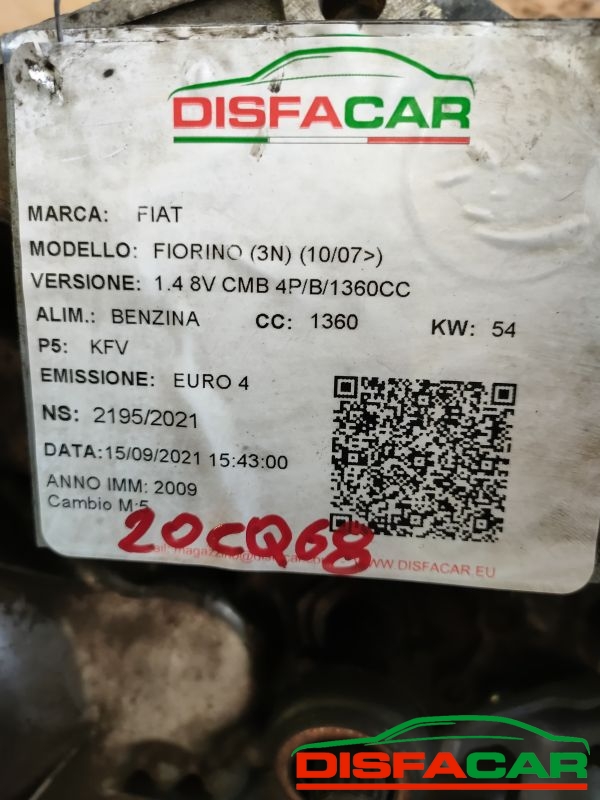 DISFACAR
MARCA: FIAT
MODELLO: FIORINO (3N) (10/07>)
VERSIONE: 1.4 8V CMB 4P/B/1360CC
ALIM.: BENZINA CC: 1360 KW: 54
P5: KFV
EMISSIONE: EURO 4
NS: 2195/2021
DATA:15/09/2021 15:43:00
ANNO IMM: 2009
Cambio M:5
20CQ68
WWW.DISFACAR.EU
DISFACAR